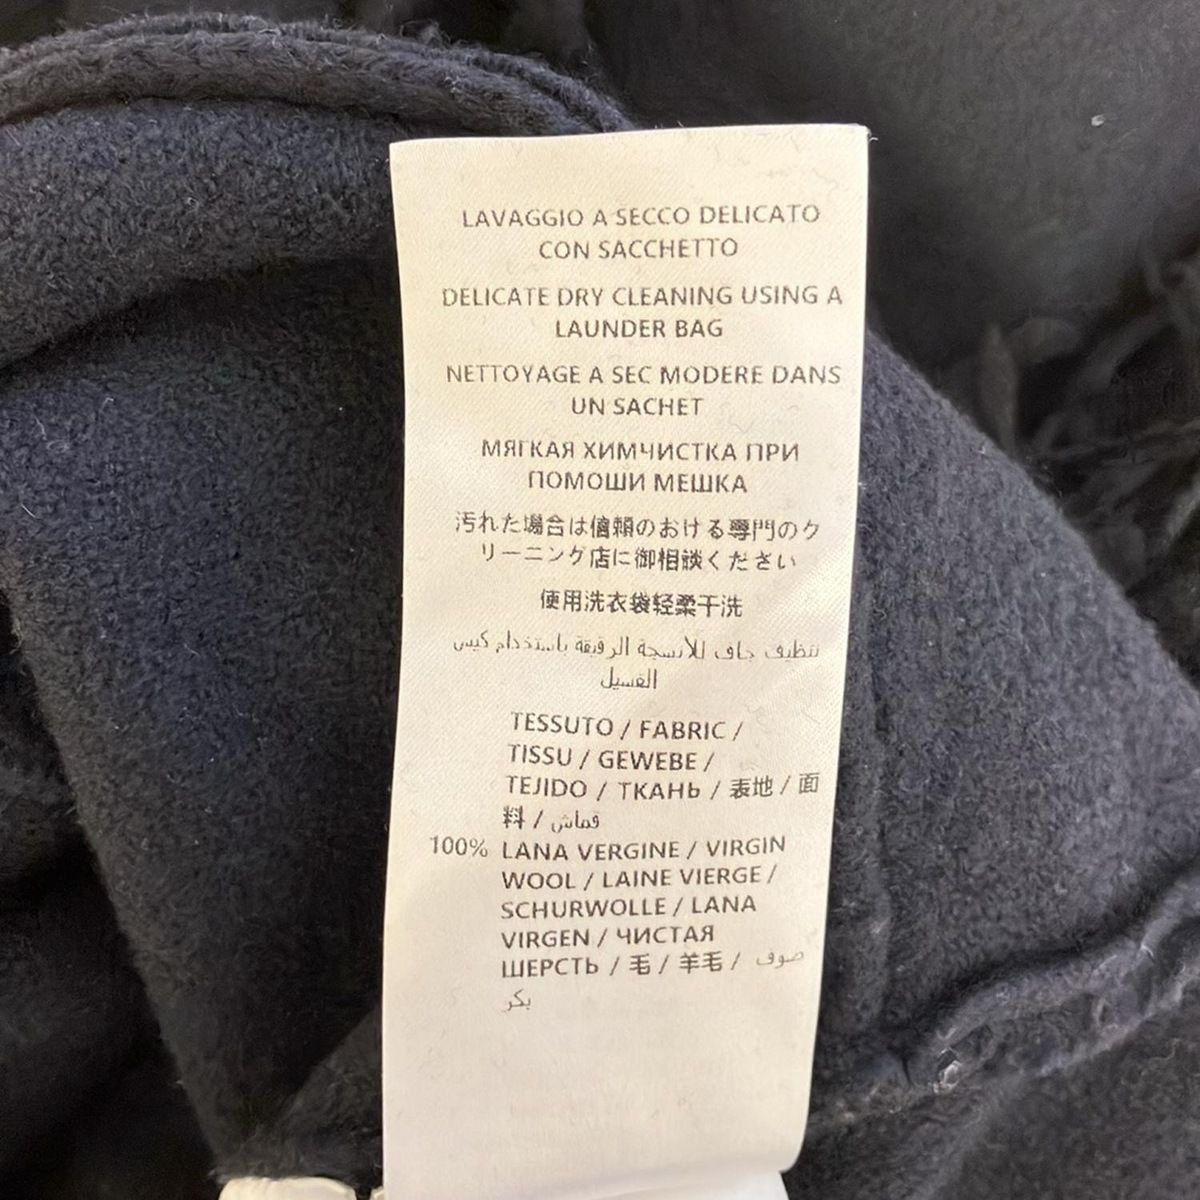 LAVAGGIO A SECCO DELICATO
CON SACCHETTO
DELICATE DRY CLEANING USING A
LAUNDER BAG
NETTOYAGE A SEC MODERE DANS
UN SACHET
МЯГКАЯ ХИМЧИСТКА ПРИ
ПОМОШИ МЕШКА
汚れた場合は信頼のおける専門のク
リーニング店に御相談ください
使用洗衣袋轻柔干洗
تنظيف جاف للأنسجة الرقيقة باستخدام كيس
الغسيل
TESSUTO / FABRIC /
TISSU / GEWEBE /
TEJIDO / ТКАНЬ / 表地 / 面
料 / قماش
100% LANA VERGINE / VIRGIN
WOOL / LAINE VIERGE /
SCHURWOLLE / LANA
VIRGEN / ЧИСТАЯ
ШЕРСТЬ / 毛 / 羊毛 / صوف
بكر